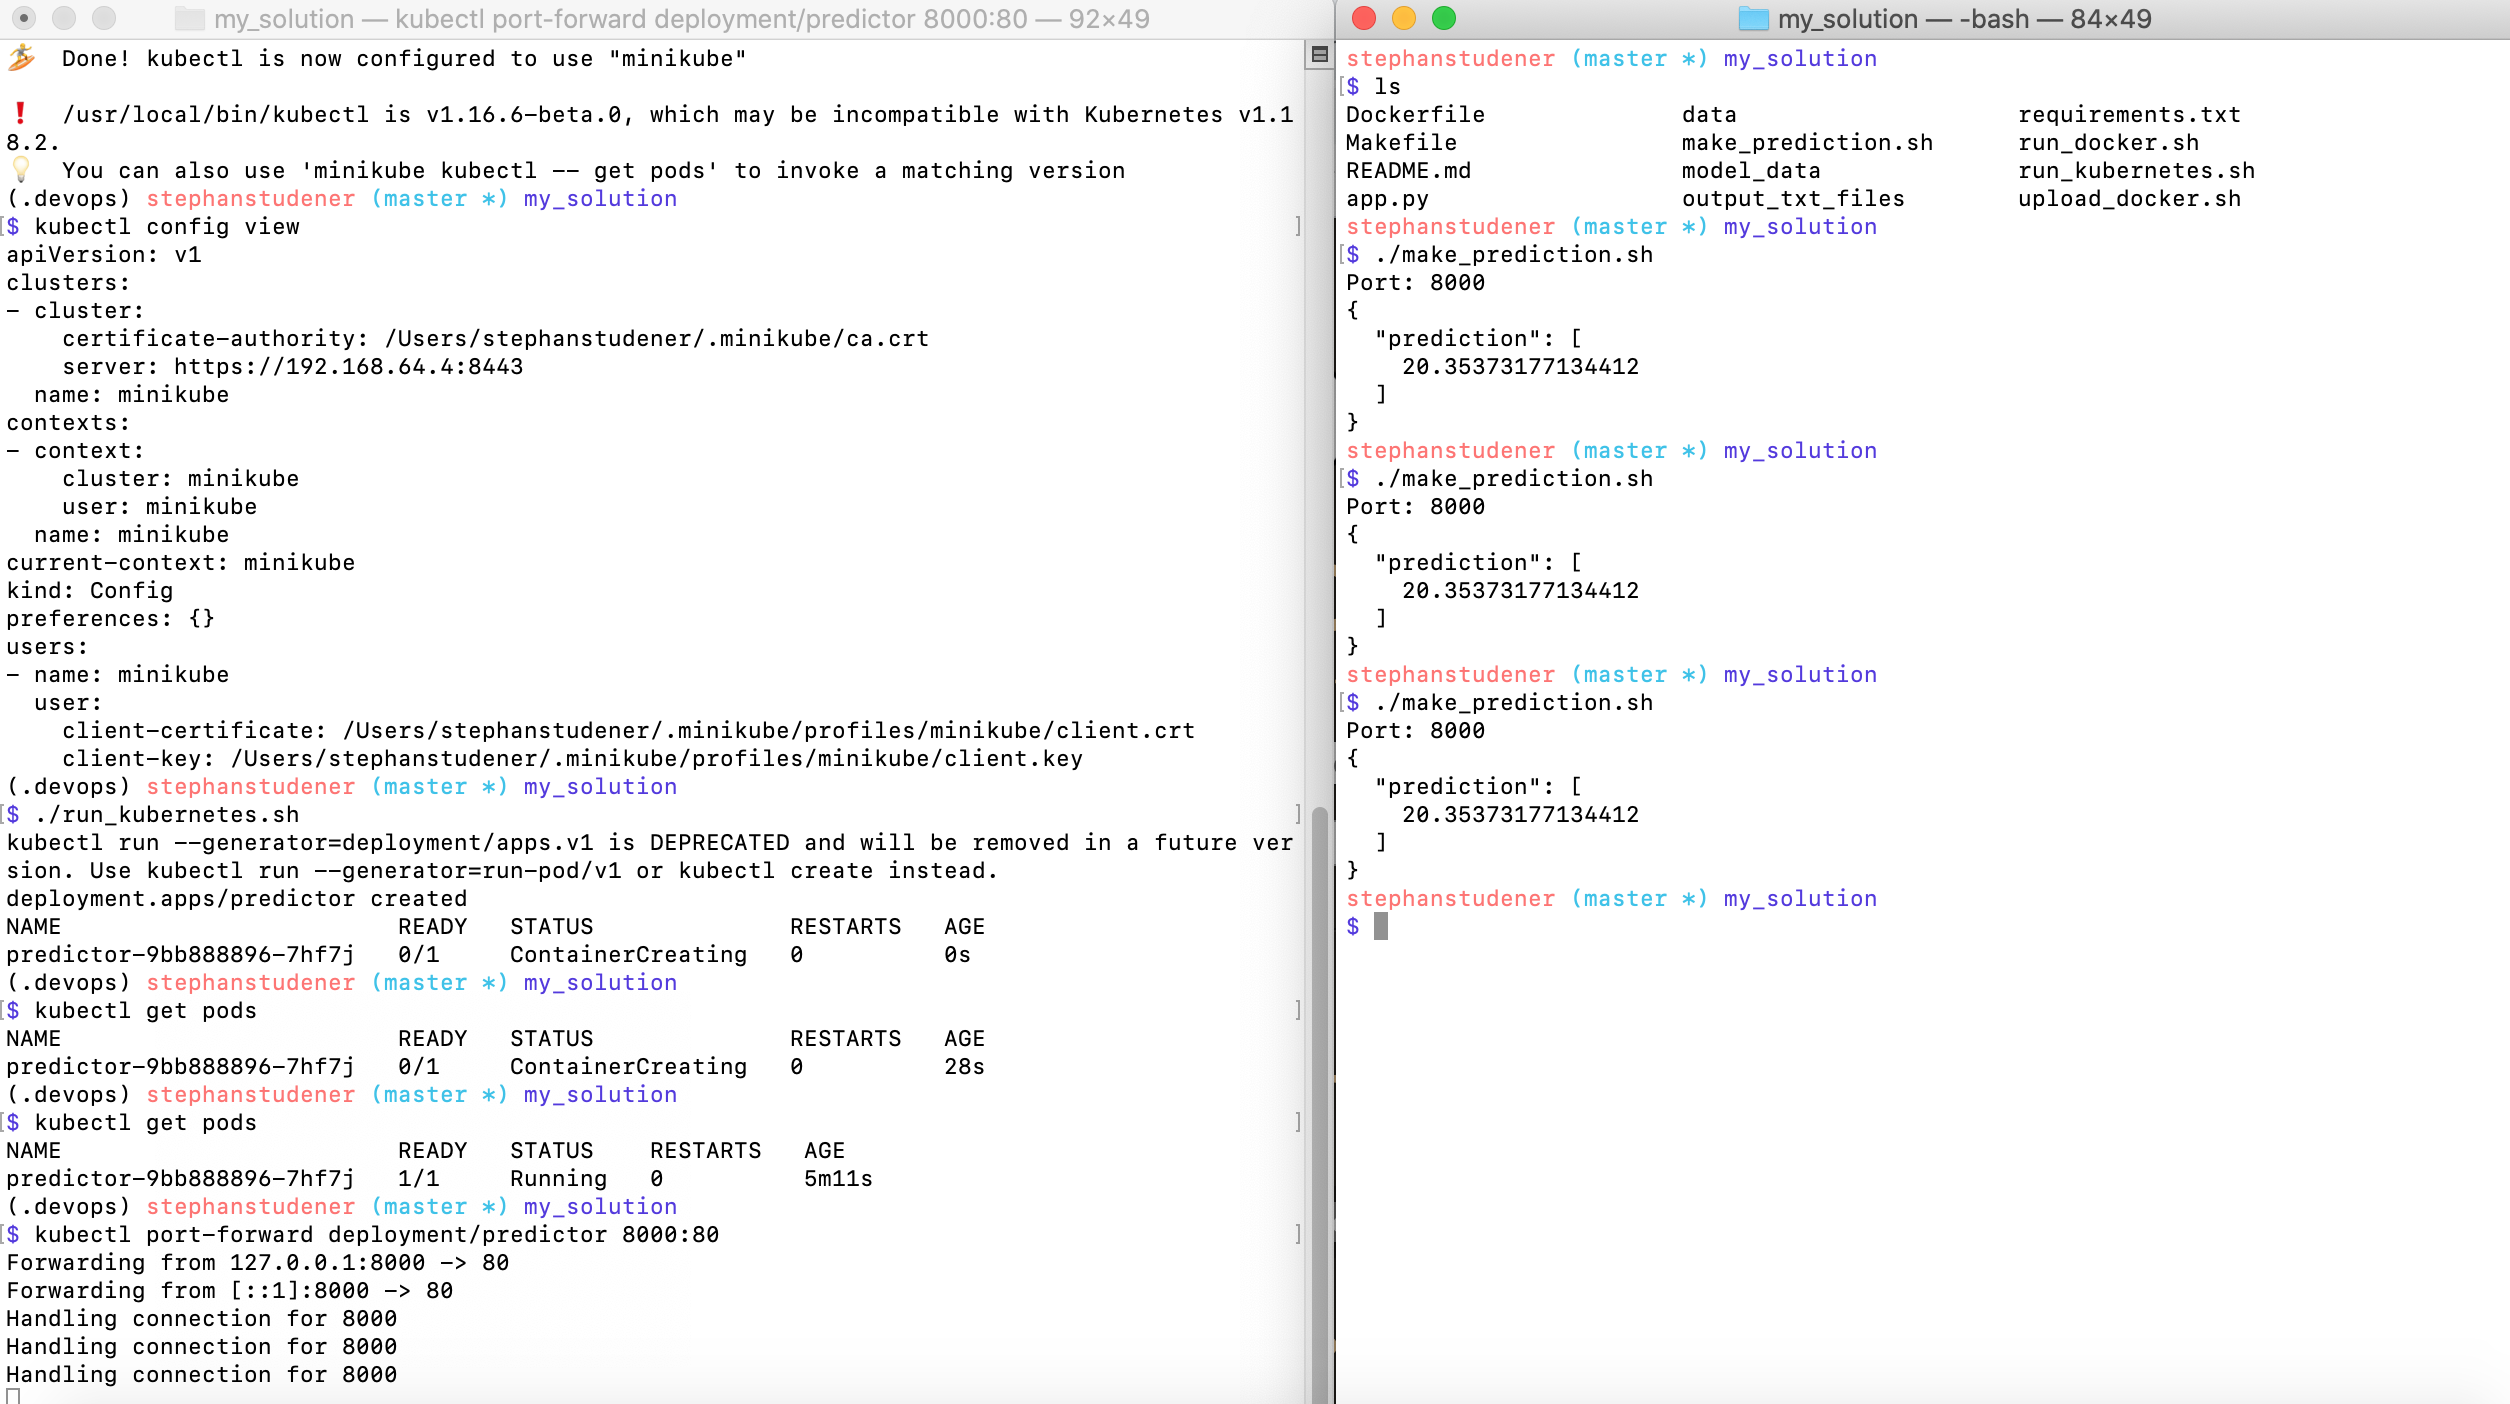 my_solution — kubectl port-forward deployment/predictor 8000:80 — 92×49
Done! kubectl is now configured to use "minikube"
/usr/local/bin/kubectl is v1.16.6-beta.0, which may be incompatible with Kubernetes v1.1
8.2.
You can also use 'minikube kubectl -- get pods' to invoke a matching version
(.devops) stephanstudener (master *) my_solution
[$ kubectl config view ]
apiVersion: v1
clusters:
- cluster:
    certificate-authority: /Users/stephanstudener/.minikube/ca.crt
    server: https://192.168.64.4:8443
  name: minikube
contexts:
- context:
    cluster: minikube
    user: minikube
  name: minikube
current-context: minikube
kind: Config
preferences: {}
users:
- name: minikube
  user:
    client-certificate: /Users/stephanstudener/.minikube/profiles/minikube/client.crt
    client-key: /Users/stephanstudener/.minikube/profiles/minikube/client.key
(.devops) stephanstudener (master *) my_solution
[$ ./run_kubernetes.sh ]
kubectl run --generator=deployment/apps.v1 is DEPRECATED and will be removed in a future ver
sion. Use kubectl run --generator=run-pod/v1 or kubectl create instead.
deployment.apps/predictor created
NAME                        READY   STATUS              RESTARTS   AGE
predictor-9bb888896-7hf7j   0/1     ContainerCreating   0          0s
(.devops) stephanstudener (master *) my_solution
[$ kubectl get pods ]
NAME                        READY   STATUS              RESTARTS   AGE
predictor-9bb888896-7hf7j   0/1     ContainerCreating   0          28s
(.devops) stephanstudener (master *) my_solution
[$ kubectl get pods ]
NAME                        READY   STATUS    RESTARTS   AGE
predictor-9bb888896-7hf7j   1/1     Running   0          5m11s
(.devops) stephanstudener (master *) my_solution
[$ kubectl port-forward deployment/predictor 8000:80 ]
Forwarding from 127.0.0.1:8000 -> 80
Forwarding from [::1]:8000 -> 80
Handling connection for 8000
Handling connection for 8000
Handling connection for 8000
my_solution — -bash — 84×49
stephanstudener (master *) my_solution
[$ ls
Dockerfile              data                    requirements.txt
Makefile                make_prediction.sh      run_docker.sh
README.md               model_data              run_kubernetes.sh
app.py                  output_txt_files        upload_docker.sh
stephanstudener (master *) my_solution
[$ ./make_prediction.sh
Port: 8000
{
  "prediction": [
    20.35373177134412
  ]
}
stephanstudener (master *) my_solution
[$ ./make_prediction.sh
Port: 8000
{
  "prediction": [
    20.35373177134412
  ]
}
stephanstudener (master *) my_solution
[$ ./make_prediction.sh
Port: 8000
{
  "prediction": [
    20.35373177134412
  ]
}
stephanstudener (master *) my_solution
$